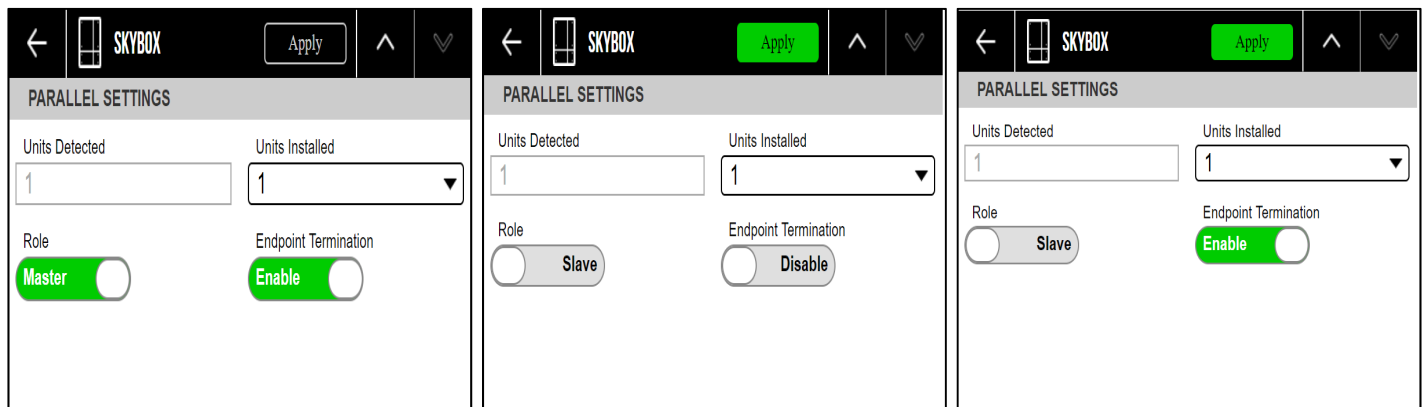 SKYBOX Apply
PARALLEL SETTINGS
Units Detected Units Installed
1 1
Role Endpoint Termination
Master Enable
SKYBOX Apply
PARALLEL SETTINGS
Units Detected Units Installed
1 1
Role Endpoint Termination
Slave Disable
SKYBOX Apply
PARALLEL SETTINGS
Units Detected Units Installed
1 1
Role Endpoint Termination
Slave Enable